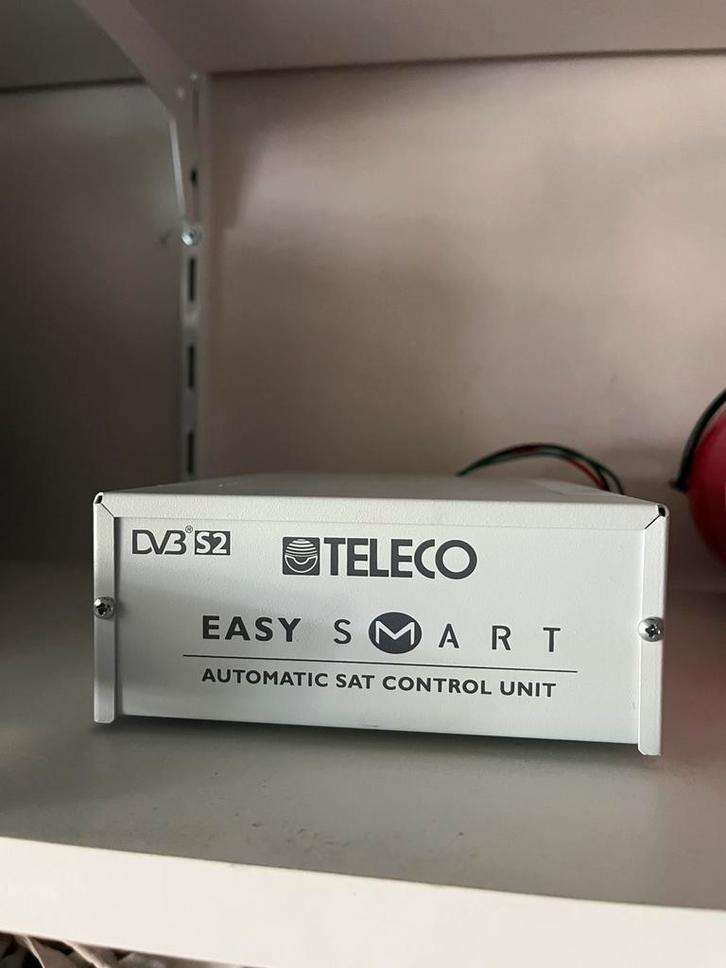 DVB® S2 TELECO
EASY SMART
AUTOMATIC SAT CONTROL UNIT